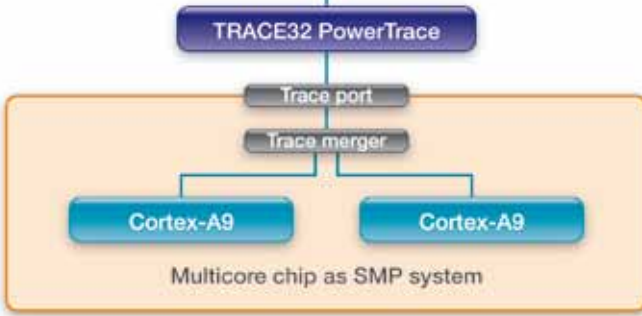 TRACE32 PowerTrace
Trace port
Trace merger
Cortex-A9 Cortex-A9
Multicore chip as SMP system